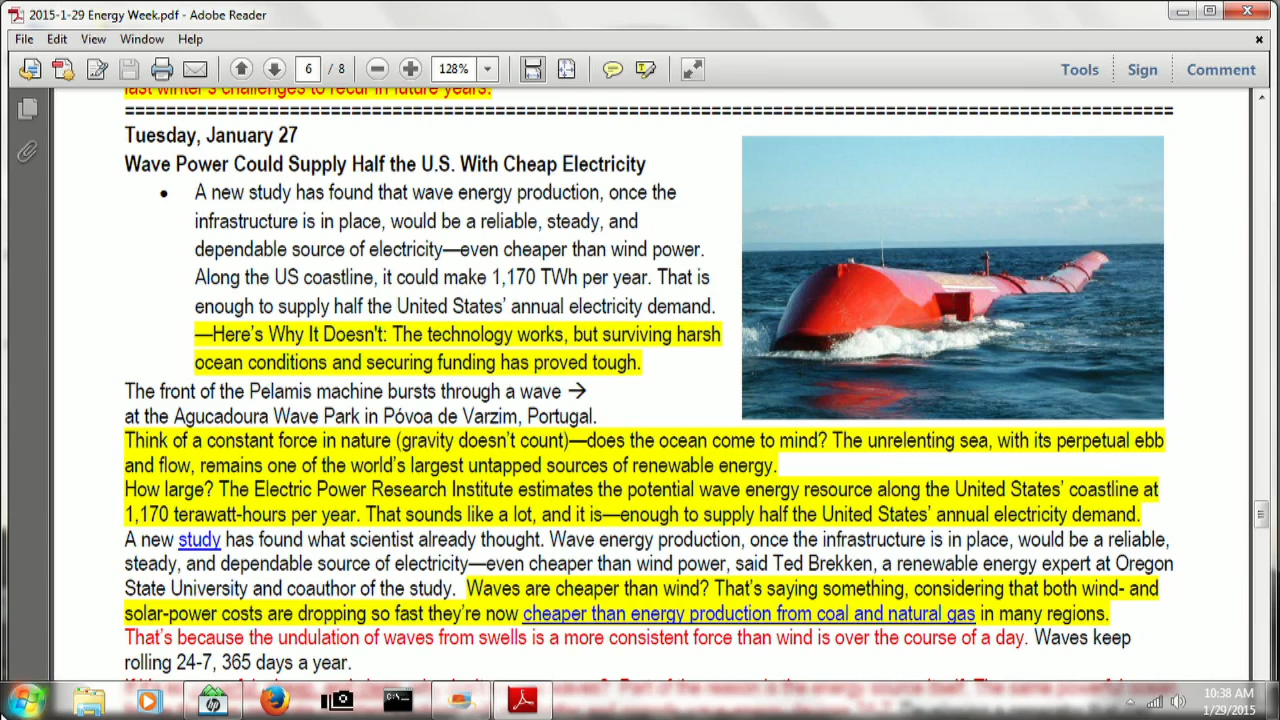 2015-1-29 Energy Week.pdf - Adobe Reader
File Edit View Window Help
6 / 8 128% Tools Sign Comment
last winter's challenges to recur in future years.
Tuesday, January 27
Wave Power Could Supply Half the U.S. With Cheap Electricity
• A new study has found that wave energy production, once the
infrastructure is in place, would be a reliable, steady, and
dependable source of electricity—even cheaper than wind power.
Along the US coastline, it could make 1,170 TWh per year. That is
enough to supply half the United States' annual electricity demand.
—Here's Why It Doesn't: The technology works, but surviving harsh
ocean conditions and securing funding has proved tough.
The front of the Pelamis machine bursts through a wave →
at the Agucadoura Wave Park in Póvoa de Varzim, Portugal.
Think of a constant force in nature (gravity doesn't count)—does the ocean come to mind? The unrelenting sea, with its perpetual ebb
and flow, remains one of the world's largest untapped sources of renewable energy.
How large? The Electric Power Research Institute estimates the potential wave energy resource along the United States' coastline at
1,170 terawatt-hours per year. That sounds like a lot, and it is—enough to supply half the United States' annual electricity demand.
A new study has found what scientist already thought. Wave energy production, once the infrastructure is in place, would be a reliable,
steady, and dependable source of electricity—even cheaper than wind power, said Ted Brekken, a renewable energy expert at Oregon
State University and coauthor of the study. Waves are cheaper than wind? That's saying something, considering that both wind- and
solar-power costs are dropping so fast they're now cheaper than energy production from coal and natural gas in many regions.
That's because the undulation of waves from swells is a more consistent force than wind is over the course of a day. Waves keep
rolling 24-7, 365 days a year.
hp
10:38 AM
1/29/2015